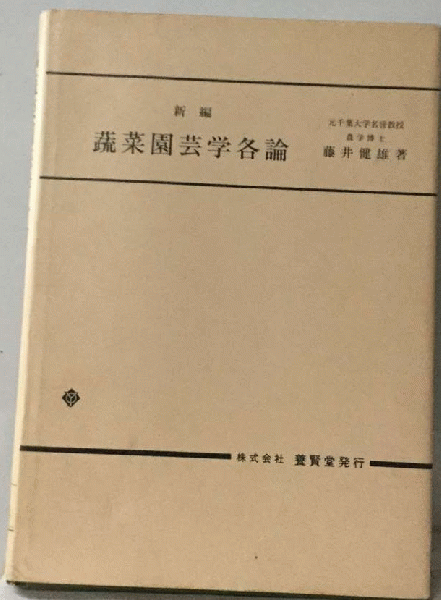 新編
蔬菜園芸学各論
元千葉大学名誉教授
農学博士
藤井健雄著
株式会社 養賢堂発行